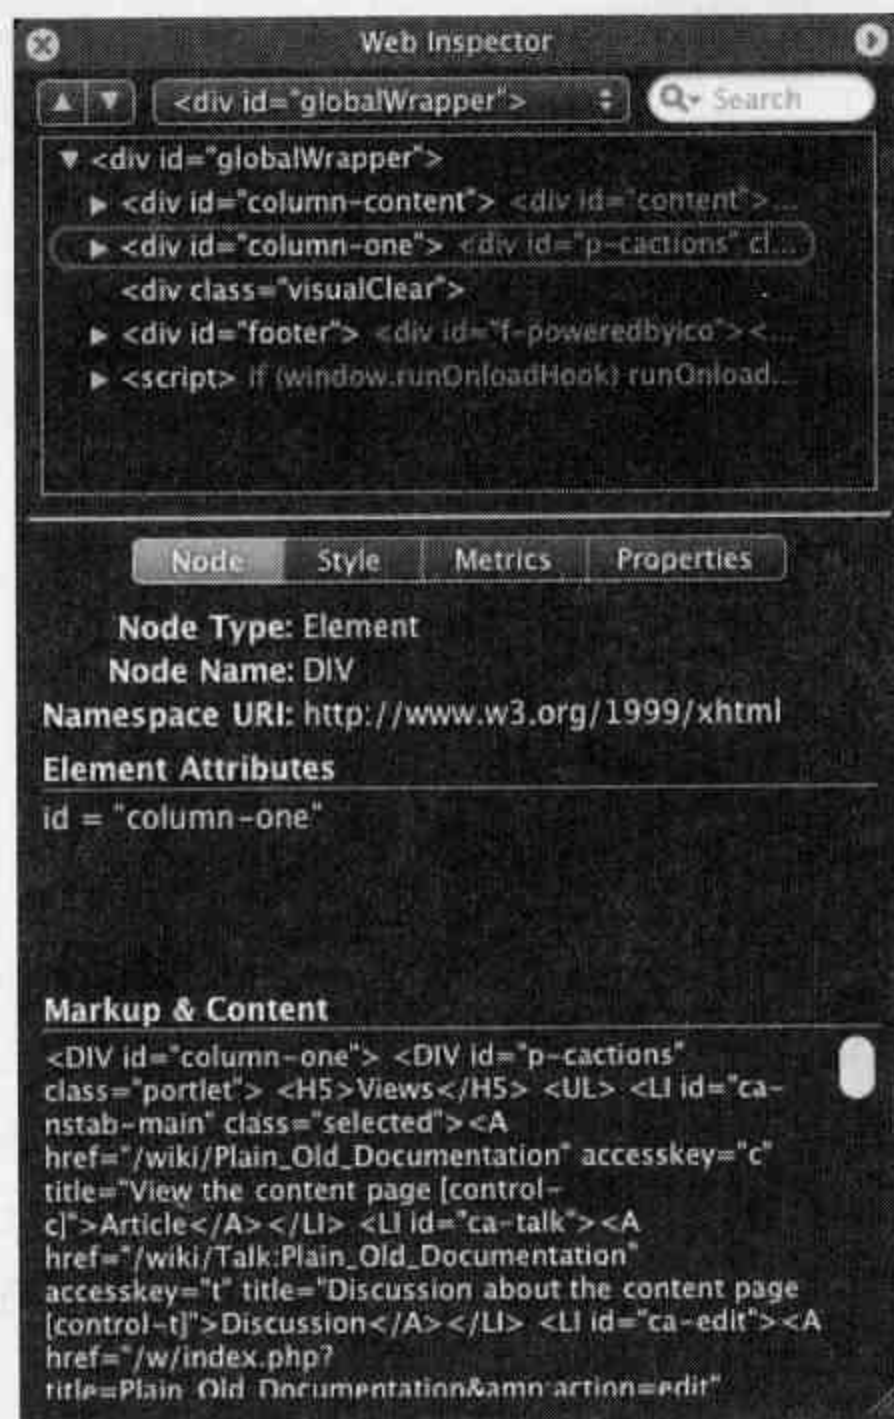 Web Inspector
<div id="globalWrapper">
Search
<div id="globalWrapper">
<div id="column-content"> <div id="content">...
<div id="column-one"> <div id="p-cactions" cl...
<div class="visualClear">
<div id="footer"> <div id="f-poweredbyico"><...
<script> if (window.runOnloadHook) runOnload...
Node Style Metrics Properties
Node Type: Element
Node Name: DIV
Namespace URI: http://www.w3.org/1999/xhtml
Element Attributes
id = "column-one"
Markup & Content
<DIV id="column-one"> <DIV id="p-cactions"
class="portlet"> <H5>Views</H5> <UL> <LI id="ca-
nstab-main" class="selected"><A
href="/wiki/Plain_Old_Documentation" accesskey="c"
title="View the content page [control-
c]">Article</A></LI> <LI id="ca-talk"><A
href="/wiki/Talk:Plain_Old_Documentation"
accesskey="t" title="Discussion about the content page
[control-t]">Discussion</A></LI> <LI id="ca-edit"><A
href="/w/index.php?
title=Plain_Old_Documentation&amp;action=edit"